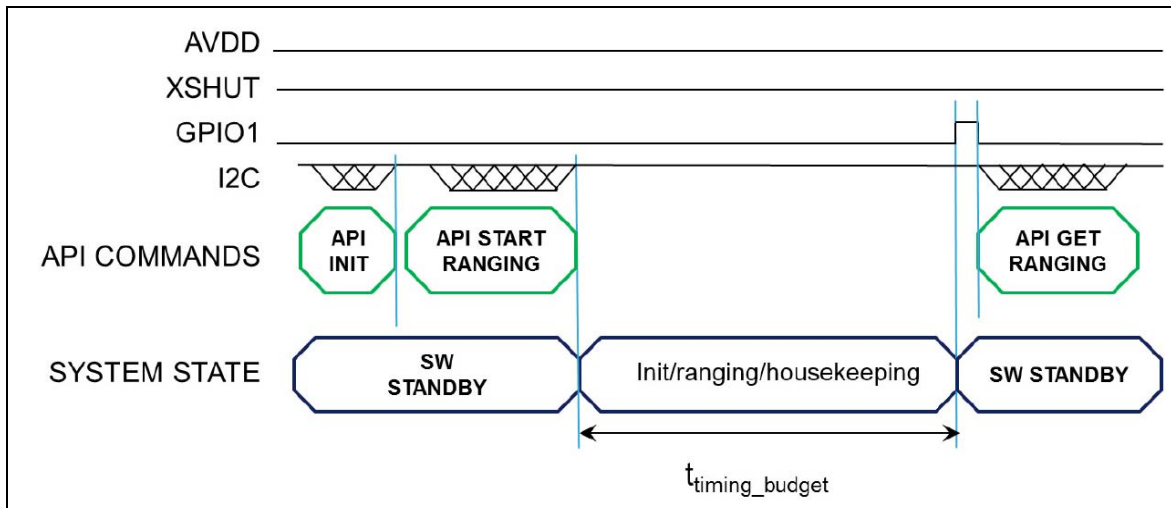 AVDD
XSHUT
GPIO1
I2C
API COMMANDS
API
INIT
API START
RANGING
API GET
RANGING
SYSTEM STATE
SW
STANDBY
Init/ranging/housekeeping
SW STANDBY
ttiming_budget